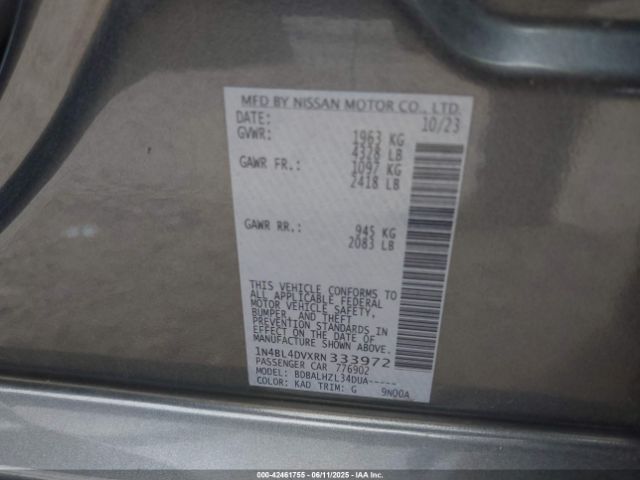 MFD BY NISSAN MOTOR CO., LTD.
DATE: 10/23
GVWR: 1963 KG
4328 LB
GAWR FR.: 1097 KG
2418 LB
GAWR RR.: 945 KG
2083 LB
THIS VEHICLE CONFORMS TO
ALL APPLICABLE FEDERAL
MOTOR VEHICLE SAFETY,
BUMPER, AND THEFT
PREVENTION STANDARDS
IN EFFECT ON THE DATE OF
MANUFACTURE SHOWN ABOVE.
1N4BL4DVXRN333972
PASSENGER CAR 776902
MODEL: BDBALHZL34DUA-----
COLOR: KAD TRIM: G 9N00A
000-42461755 - 06/11/2025 - IAA Inc.